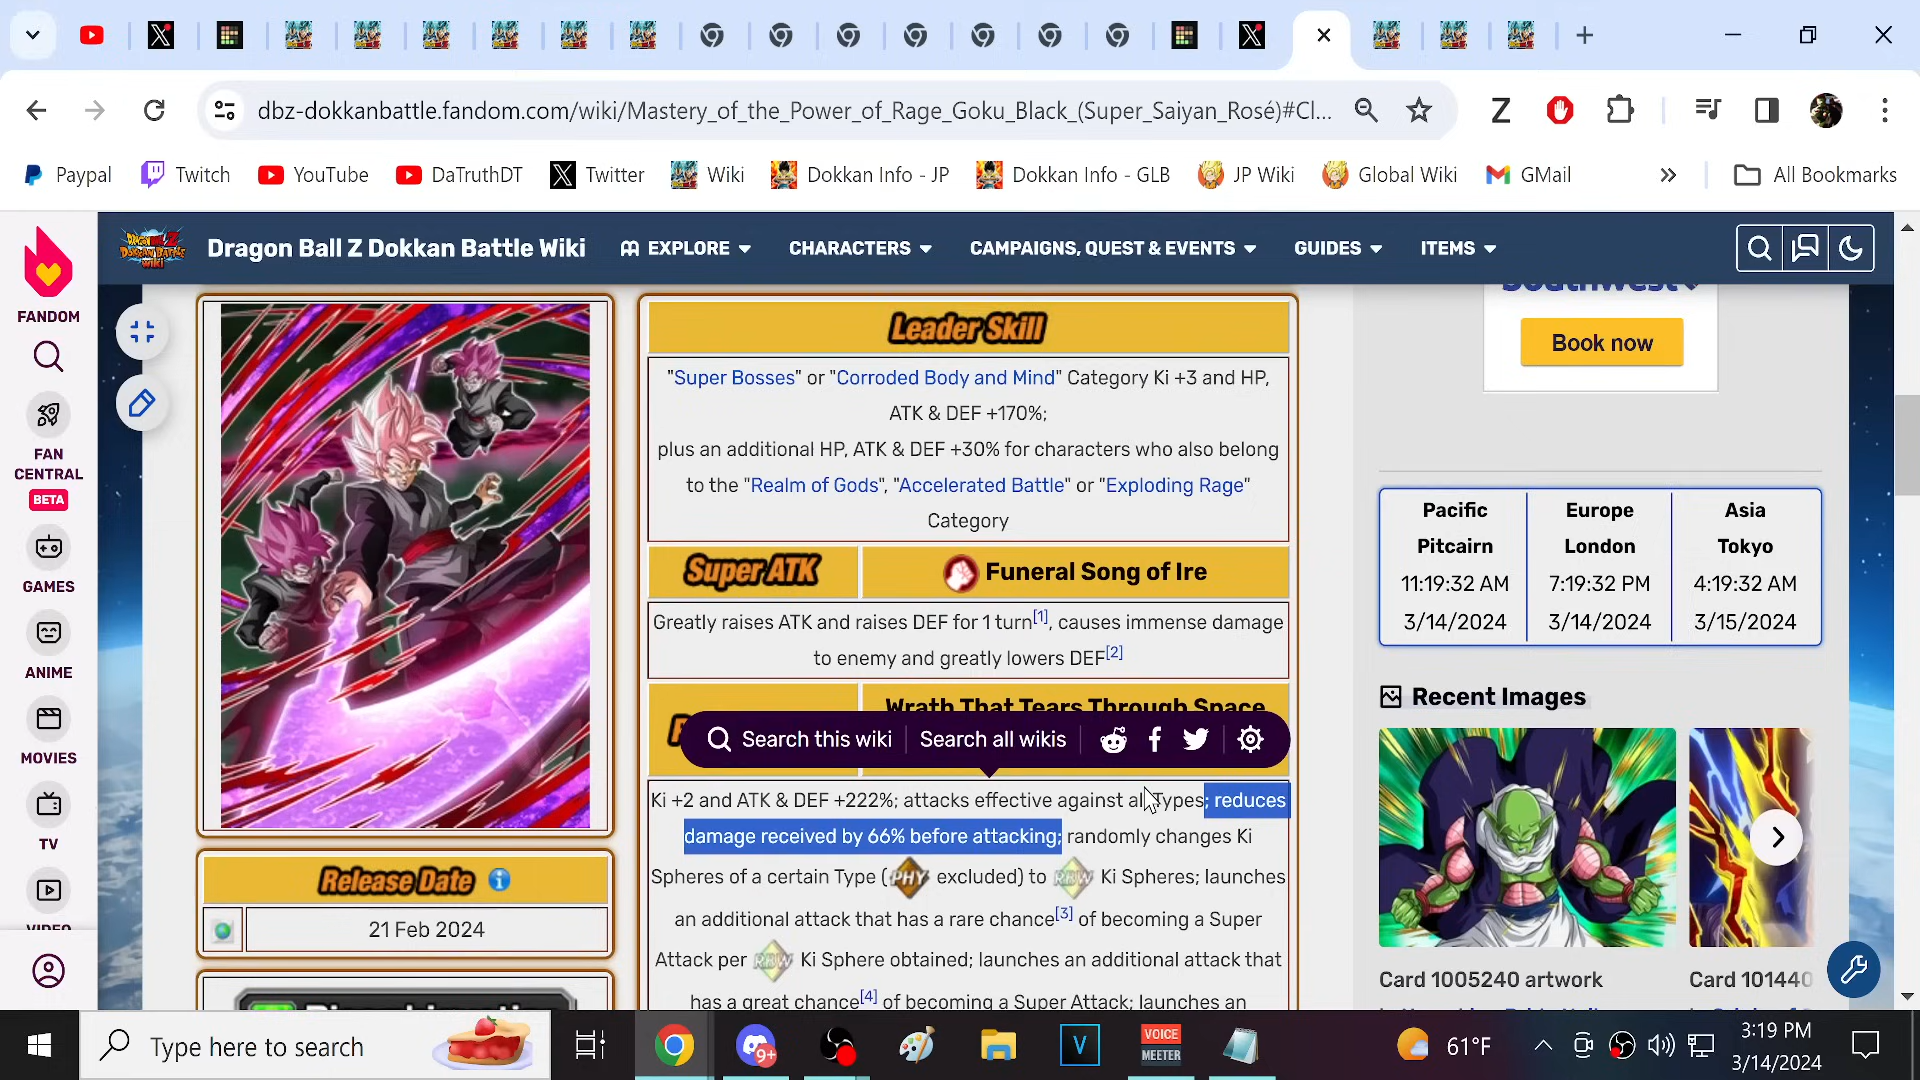 dbz-dokkanbattle.fandom.com/wiki/Mastery_of_the_Power_of_Rage_Goku_Black_(Super_Saiyan_Rosé)#Cl...
Z
Paypal
Twitch
YouTube
DaTruthDT
Twitter
Wiki
Dokkan Info - JP
Dokkan Info - GLB
JP Wiki
Global Wiki
GMail
»
All Bookmarks
Dragon Ball Z Dokkan Battle Wiki
EXPLORE
CHARACTERS
CAMPAIGNS, QUEST & EVENTS
GUIDES
ITEMS
FANDOM
FAN CENTRAL
BETA
GAMES
ANIME
MOVIES
TV
VIDEO
Release Date
21 Feb 2024
Leader Skill
"Super Bosses" or "Corroded Body and Mind" Category Ki +3 and HP,
ATK & DEF +170%;
plus an additional HP, ATK & DEF +30% for characters who also belong
to the "Realm of Gods", "Accelerated Battle" or "Exploding Rage"
Category
Super ATK
Funeral Song of Ire
Greatly raises ATK and raises DEF for 1 turn[1], causes immense damage
to enemy and greatly lowers DEF[2]
Wrath That Tears Through Space
Search this wiki
Search all wikis
Ki +2 and ATK & DEF +222%; attacks effective against all Types; reduces
damage received by 66% before attacking; randomly changes Ki
Spheres of a certain Type (PHY excluded) to RBW Ki Spheres; launches
an additional attack that has a rare chance[3] of becoming a Super
Attack per RBW Ki Sphere obtained; launches an additional attack that
has a great chance[4] of becoming a Super Attack; launches an
Southwest
Book now
Pacific
Pitcairn
11:19:32 AM
3/14/2024
Europe
London
7:19:32 PM
3/14/2024
Asia
Tokyo
4:19:32 AM
3/15/2024
Recent Images
Card 1005240 artwork
Card 101440
Type here to search
9+
V
VOICE
MEETER
61°F
3:19 PM
3/14/2024